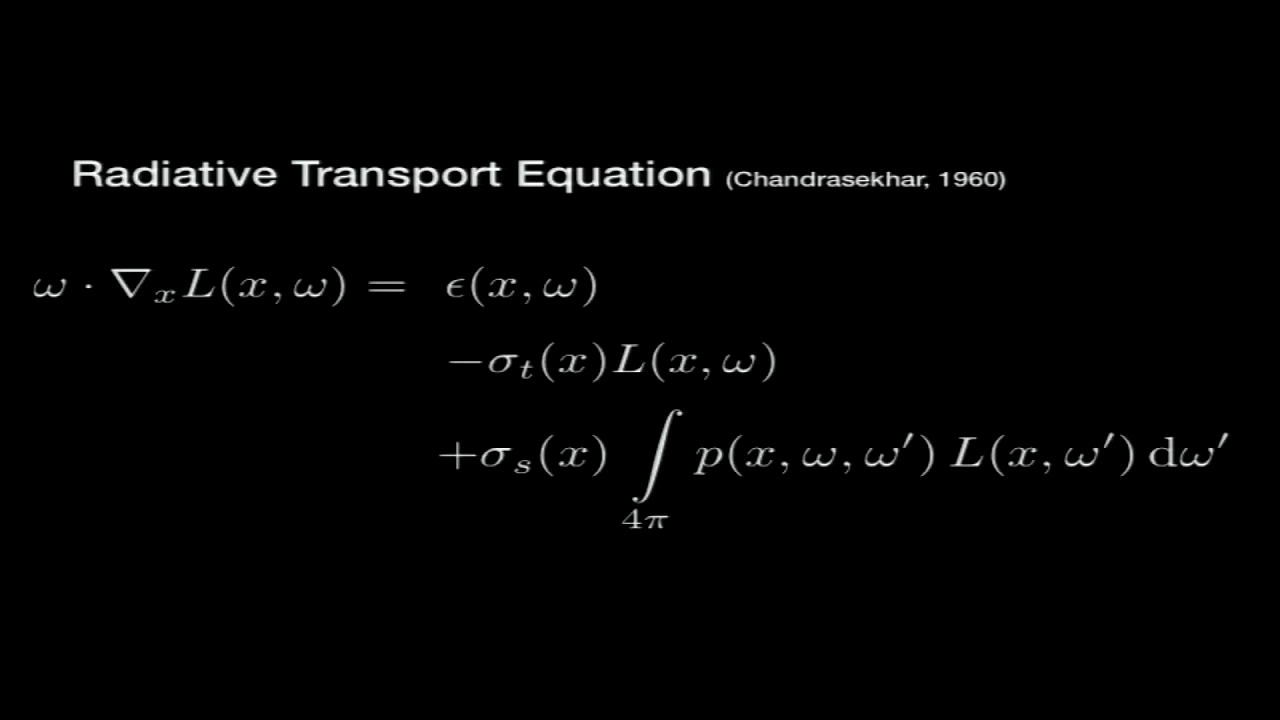 Radiative Transport Equation (Chandrasekhar, 1960)
ω · ∇ₓL(x, ω) = ϵ(x, ω)
−σₜ(x)L(x, ω)
+σₛ(x) ∫ p(x, ω, ω′) L(x, ω′) dω′
4π